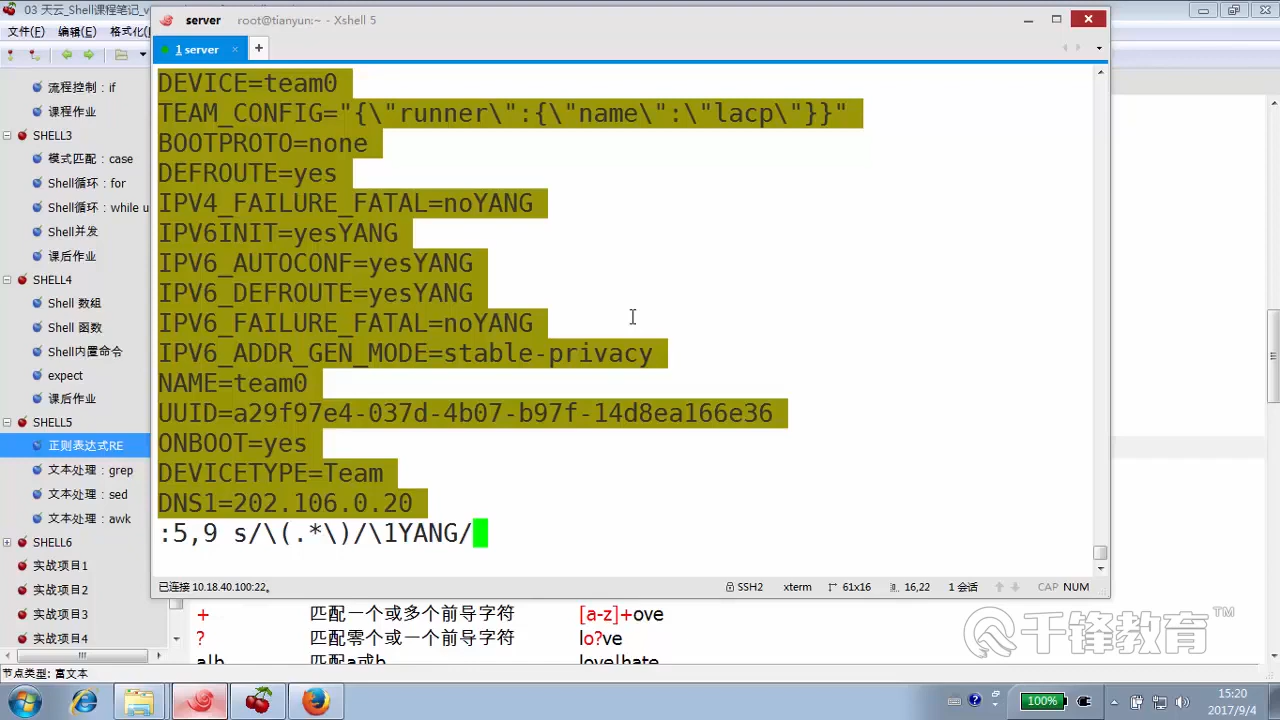 03 天云_Shell课程笔记_v
server root@tianyun:~ - Xshell 5
文件(F) 编辑(E) 格式化(
1 server × +
流程控制：if
课程作业
SHELL3
模式匹配：case
Shell循环：for
Shell循环：while u
Shell并发
课后作业
SHELL4
Shell 数组
Shell 函数
Shell内置命令
expect
课后作业
SHELL5
正则表达式RE
文本处理：grep
文本处理：sed
文本处理：awk
SHELL6
实战项目1
实战项目2
实战项目3
实战项目4
DEVICE=team0
TEAM_CONFIG="{\"runner\":{\"name\":\"lacp\"}}"
BOOTPROTO=none
DEFROUTE=yes
IPV4_FAILURE_FATAL=noYANG
IPV6INIT=yesYANG
IPV6_AUTOCONF=yesYANG
IPV6_DEFROUTE=yesYANG
IPV6_FAILURE_FATAL=noYANG
IPV6_ADDR_GEN_MODE=stable-privacy
NAME=team0
UUID=a29f97e4-037d-4b07-b97f-14d8ea166e36
ONBOOT=yes
DEVICETYPE=Team
DNS1=202.106.0.20
:5,9 s/\(.*\)/\1YANG/
已连接 10.18.40.100:22。 SSH2 xterm 61x16 16,22 1 会话 CAP NUM
+ 匹配一个或多个前导字符 [a-z]+ove
? 匹配零个或一个前导字符 lo?ve
a|b 匹配a或b love|hate
千锋教育™
节点类型: 富文本
100%
15:20
2017/9/4